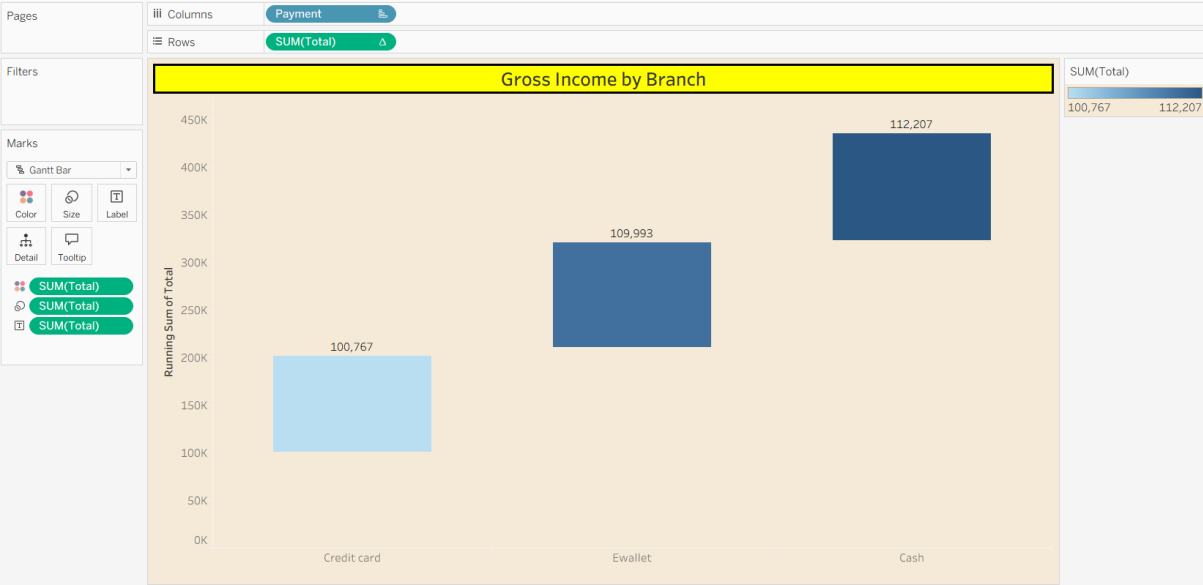 Pages
Columns
Payment
Rows
SUM(Total)
Filters
Gross Income by Branch
SUM(Total)
100,767
112,207
Marks
Gantt Bar
Color
Size
Label
Detail
Tooltip
SUM(Total)
SUM(Total)
SUM(Total)
Running Sum of Total
450K
400K
350K
300K
250K
200K
150K
100K
50K
0K
100,767
109,993
112,207
Credit card
Ewallet
Cash